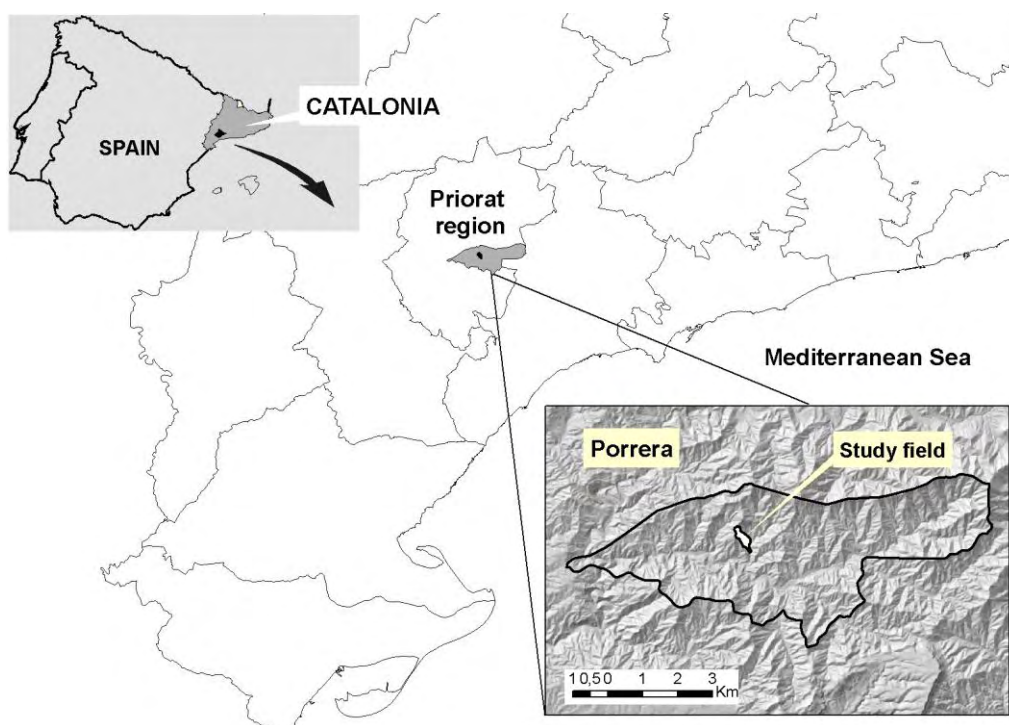 CATALONIA
SPAIN
Priorat
region
Mediterranean Sea
Porrera
Study field
1 0,5 0 1 2 3
Km